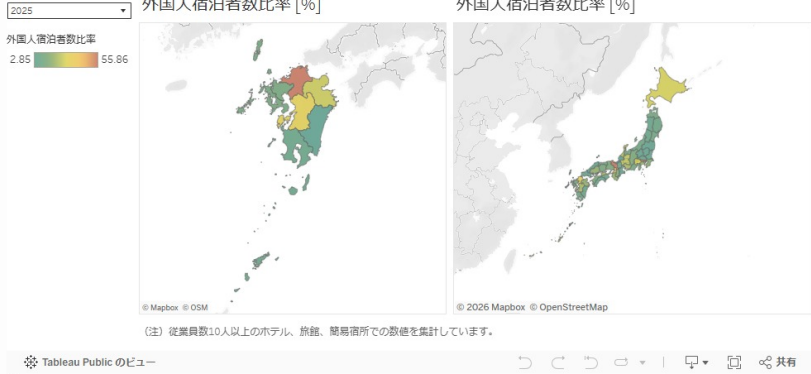 外国人宿泊者数比率 [%]
外国人宿泊者数比率 [%]
2025
外国人宿泊者数比率
2.85
55.86
© Mapbox © OSM
© 2026 Mapbox © OpenStreetMap
（注）従業員数10人以上のホテル、旅館、簡易宿所での数値を集計しています。
Tableau Public のビュー
共有